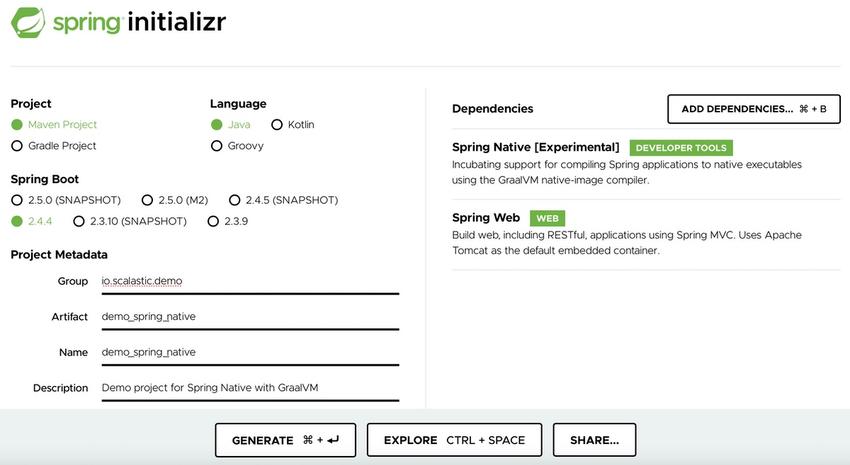 spring initializr
Project
Maven Project
Gradle Project
Language
Java Kotlin
Groovy
Spring Boot
2.5.0 (SNAPSHOT) 2.5.0 (M2) 2.4.5 (SNAPSHOT)
2.4.4 2.3.10 (SNAPSHOT) 2.3.9
Project Metadata
Group io.scalastic.demo
Artifact demo_spring_native
Name demo_spring_native
Description Demo project for Spring Native with GraalVM
Dependencies
ADD DEPENDENCIES... ⌘ + B
Spring Native [Experimental] DEVELOPER TOOLS
Incubating support for compiling Spring applications to native executables
using the GraalVM native-image compiler.
Spring Web WEB
Build web, including RESTful, applications using Spring MVC. Uses Apache
Tomcat as the default embedded container.
GENERATE ⌘ + ↵
EXPLORE CTRL + SPACE
SHARE...